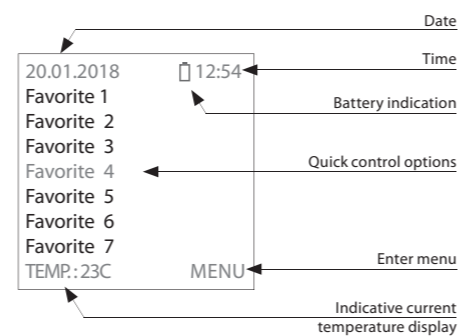 Date
20.01.2018 12:54
Time
Favorite 1
Battery indication
Favorite 2
Favorite 3
Favorite 4
Quick control options
Favorite 5
Favorite 6
Favorite 7
TEMP.: 23C MENU
Enter menu
Indicative current
temperature display